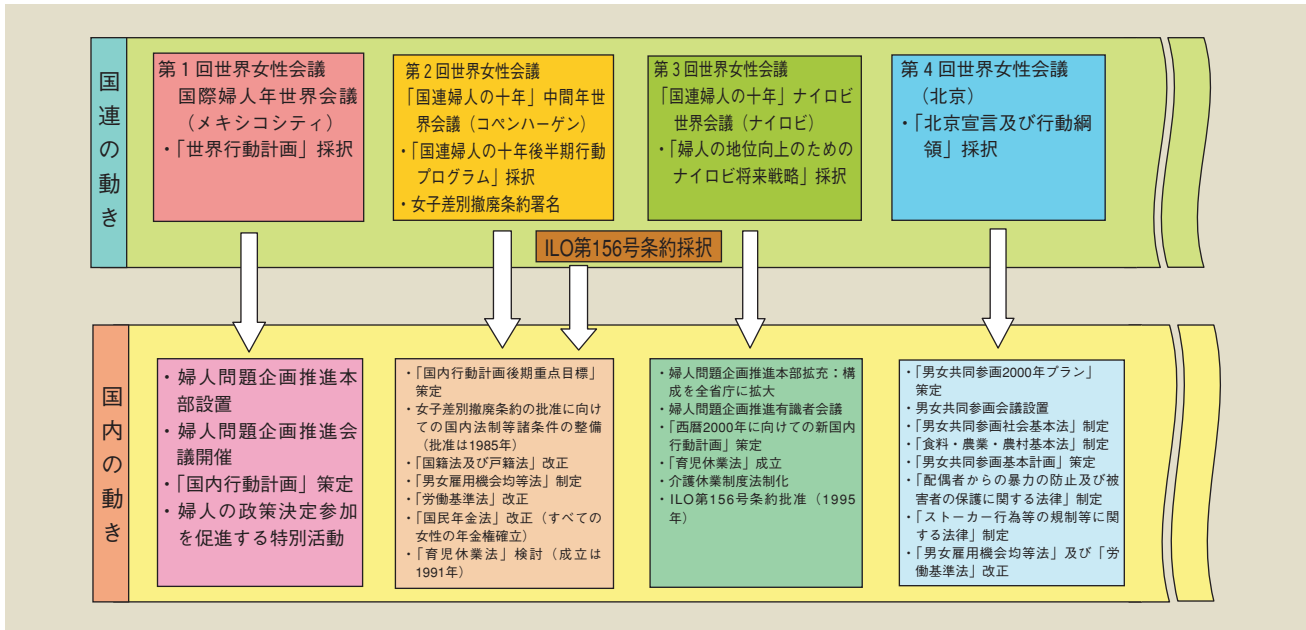 国連の動き
第1回世界女性会議
国際婦人年世界会議
（メキシコシティ）
・「世界行動計画」採択
第2回世界女性会議
「国連婦人の十年」中間年世
界会議（コペンハーゲン）
・「国連婦人の十年後半期行動
プログラム」採択
・女子差別撤廃条約署名
第3回世界女性会議
「国連婦人の十年」ナイロビ
世界会議（ナイロビ）
・「婦人の地位向上のための
ナイロビ将来戦略」採択
第4回世界女性会議
（北京）
・「北京宣言及び行動綱
領」採択
ILO第156号条約採択
国内の動き
・婦人問題企画推進本
部設置
・婦人問題企画推進会
議開催
・「国内行動計画」策定
・婦人の政策決定参加
を促進する特別活動
・「国内行動計画後期重点目標」
策定
・女子差別撤廃条約の批准に向け
ての国内法制等諸条件の整備
（批准は1985年）
・「国籍法及び戸籍法」改正
・「男女雇用機会均等法」制定
・「労働基準法」改正
・「国民年金法」改正（すべての
女性の年金権確立）
・「育児休業法」検討（成立は
1991年）
・婦人問題企画推進本部拡充：構
成を全省庁に拡大
・婦人問題企画推進有識者会議
・「西暦2000年に向けての新国内
行動計画」策定
・「育児休業法」成立
・介護休業制度法制化
・ILO第156号条約批准（1995
年）
・「男女共同参画2000年プラン」
策定
・男女共同参画会議設置
・「男女共同参画社会基本法」制定
・「食料・農業・農村基本法」制定
・「男女共同参画基本計画」策定
・「配偶者からの暴力の防止及び被
害者の保護に関する法律」制定
・「ストーカー行為等の規制等に関
する法律」制定
・「男女雇用機会均等法」及び「労
働基準法」改正